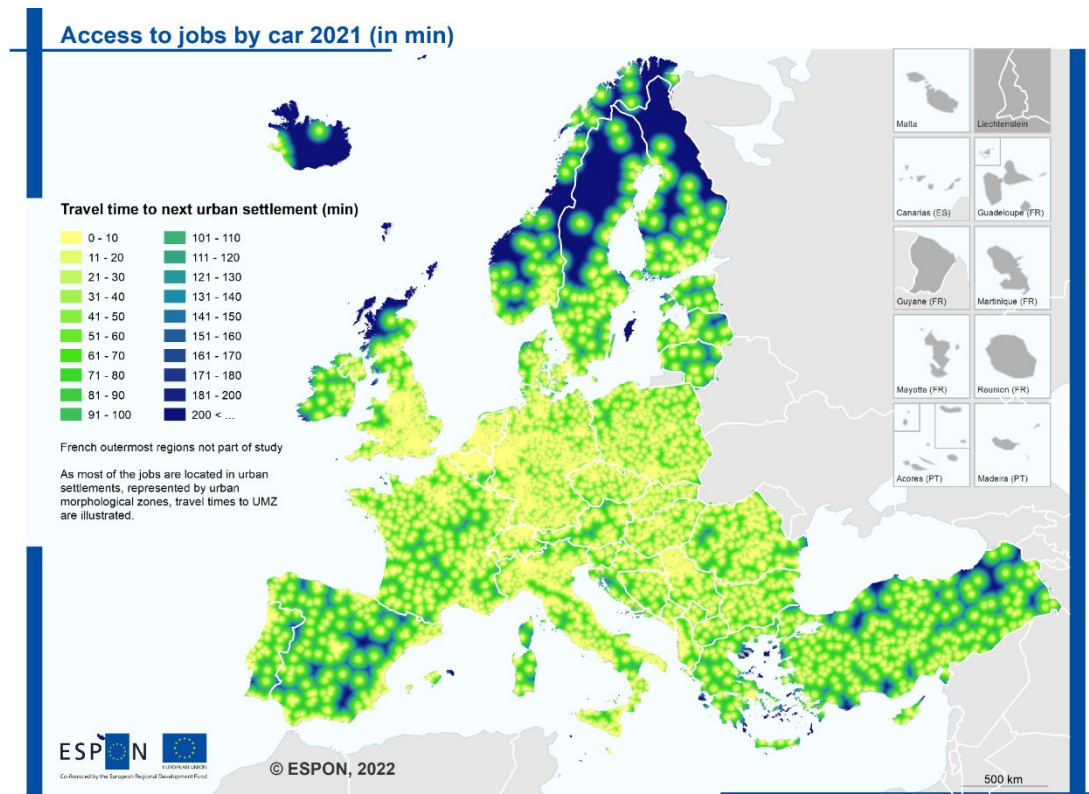 Access to jobs by car 2021 (in min)
Malta
Liechtenstein
Canarias (ES)
Guadeloupe (FR)
Guyane (FR)
Martinique (FR)
Mayotte (FR)
Reunion (FR)
Acores (PT)
Madeira (PT)
Travel time to next urban settlement (min)
0 - 10
11 - 20
21 - 30
31 - 40
41 - 50
51 - 60
61 - 70
71 - 80
81 - 90
91 - 100
101 - 110
111 - 120
121 - 130
131 - 140
141 - 150
151 - 160
161 - 170
171 - 180
181 - 200
200 < ...
French outermost regions not part of study
As most of the jobs are located in urban
settlements, represented by urban
morphological zones, travel times to UMZ
are illustrated.
ESPON
EUROPEAN UNION
Co-financed by the European Regional Development Fund
© ESPON, 2022
500 km